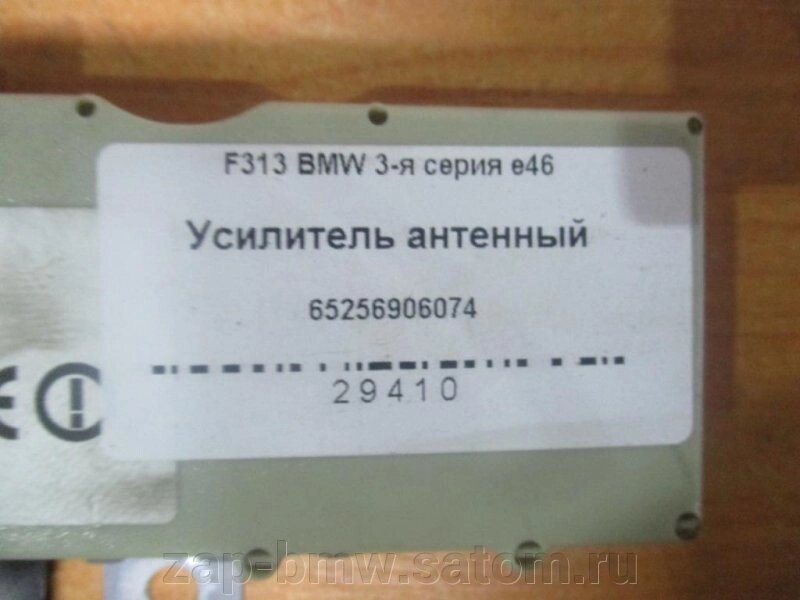 F313 BMW 3-я серия e46
Усилитель антенный
65256906074
29410
zap-bmw.satom.ru